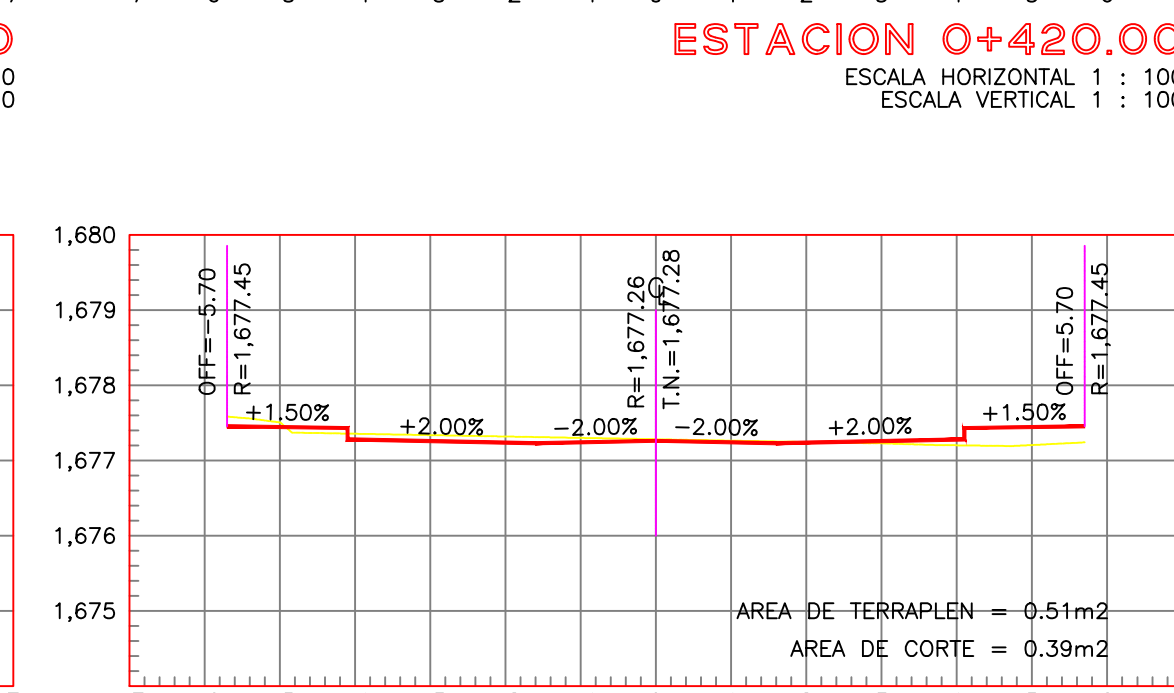 ESTACION 0+420.00
ESCALA HORIZONTAL 1 : 100
ESCALA VERTICAL 1 : 100
1,680
1,679
1,678
1,677
1,676
1,675
OFF=-5.70
R=1,677.45
R=1,677.26
T.N.=1,677.28
OFF=5.70
R=1,677.45
+1.50%
+2.00%
-2.00%
-2.00%
+2.00%
+1.50%
AREA DE TERRAPLEN = 0.51m2
AREA DE CORTE = 0.39m2